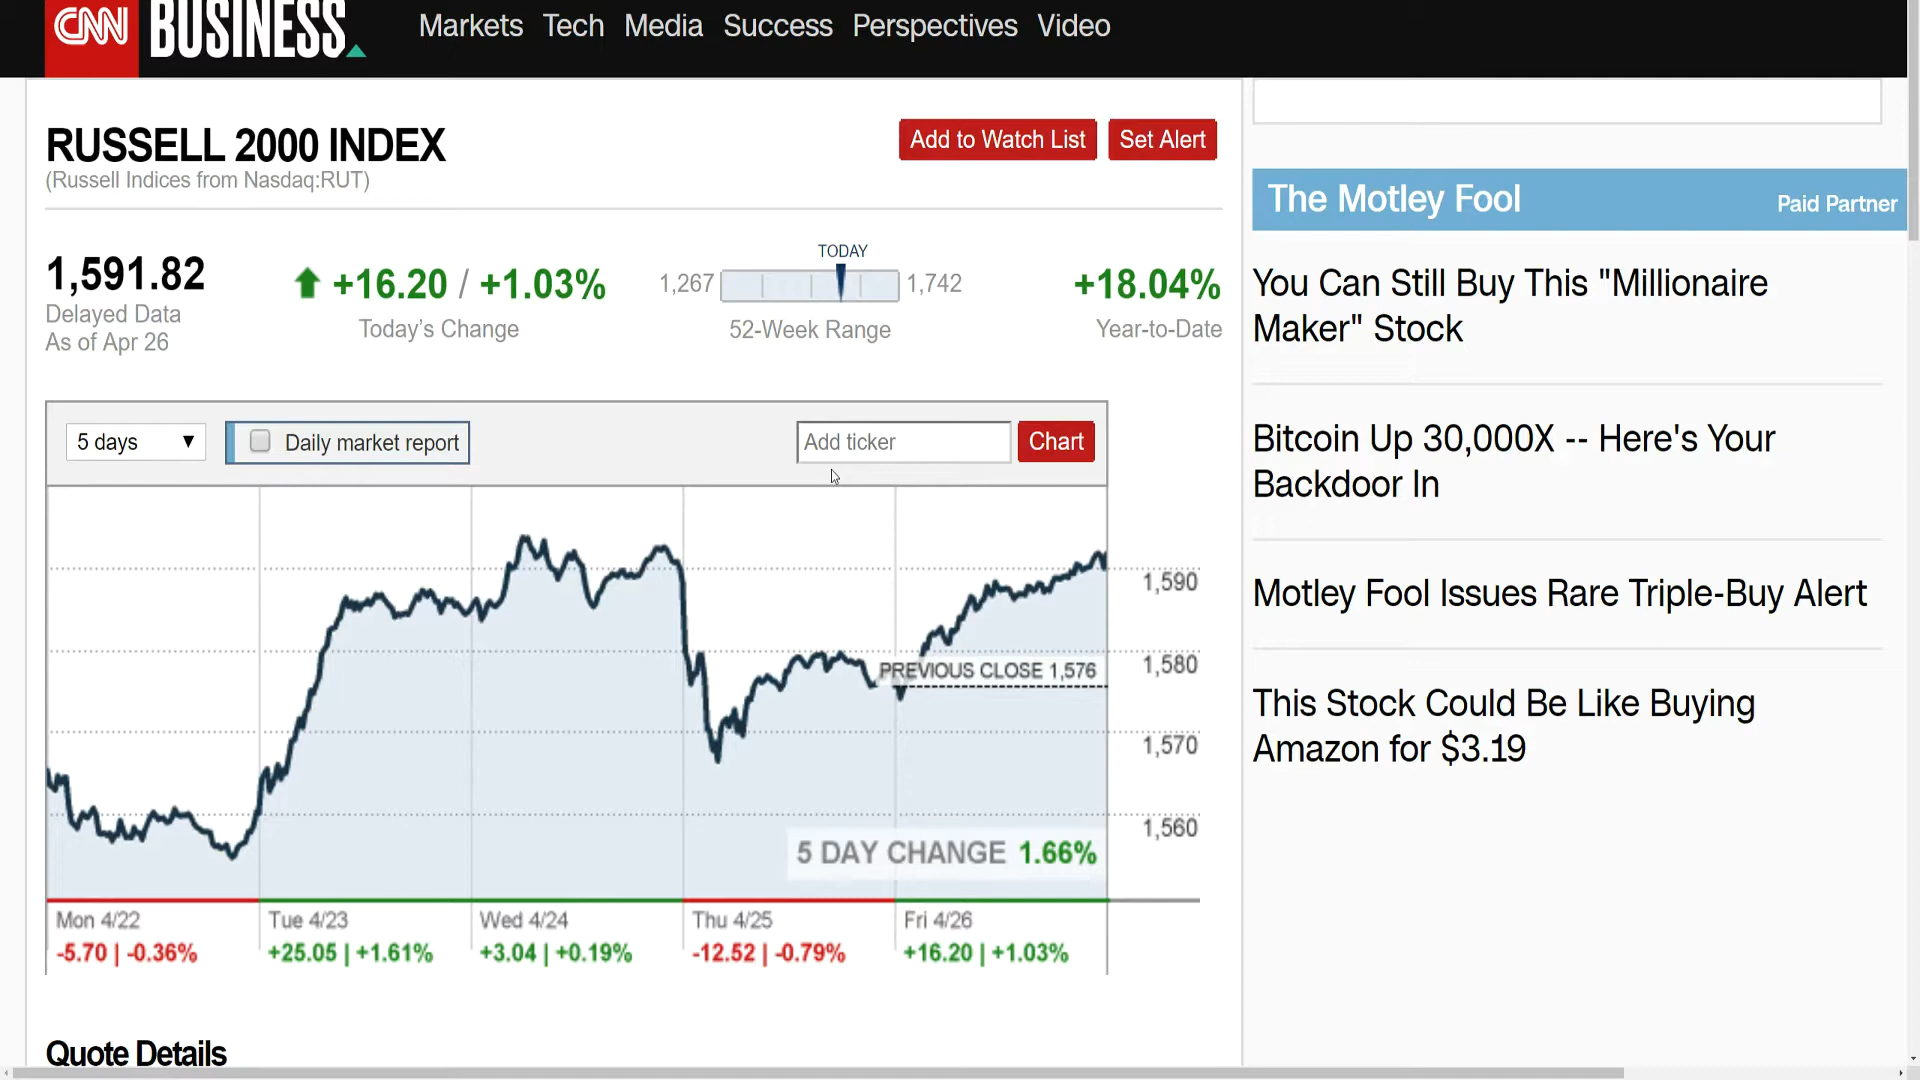 CNN BUSINESS
Markets Tech Media Success Perspectives Video
RUSSELL 2000 INDEX
(Russell Indices from Nasdaq:RUT)
Add to Watch List
Set Alert
1,591.82
Delayed Data
As of Apr 26
+16.20 / +1.03%
Today's Change
TODAY
1,267
1,742
52-Week Range
+18.04%
Year-to-Date
5 days
Daily market report
Add ticker
Chart
1,590
1,580
PREVIOUS CLOSE 1,576
1,570
1,560
5 DAY CHANGE 1.66%
Mon 4/22
-5.70 | -0.36%
Tue 4/23
+25.05 | +1.61%
Wed 4/24
+3.04 | +0.19%
Thu 4/25
-12.52 | -0.79%
Fri 4/26
+16.20 | +1.03%
Quote Details
The Motley Fool
Paid Partner
You Can Still Buy This "Millionaire
Maker" Stock
Bitcoin Up 30,000X -- Here's Your
Backdoor In
Motley Fool Issues Rare Triple-Buy Alert
This Stock Could Be Like Buying
Amazon for $3.19